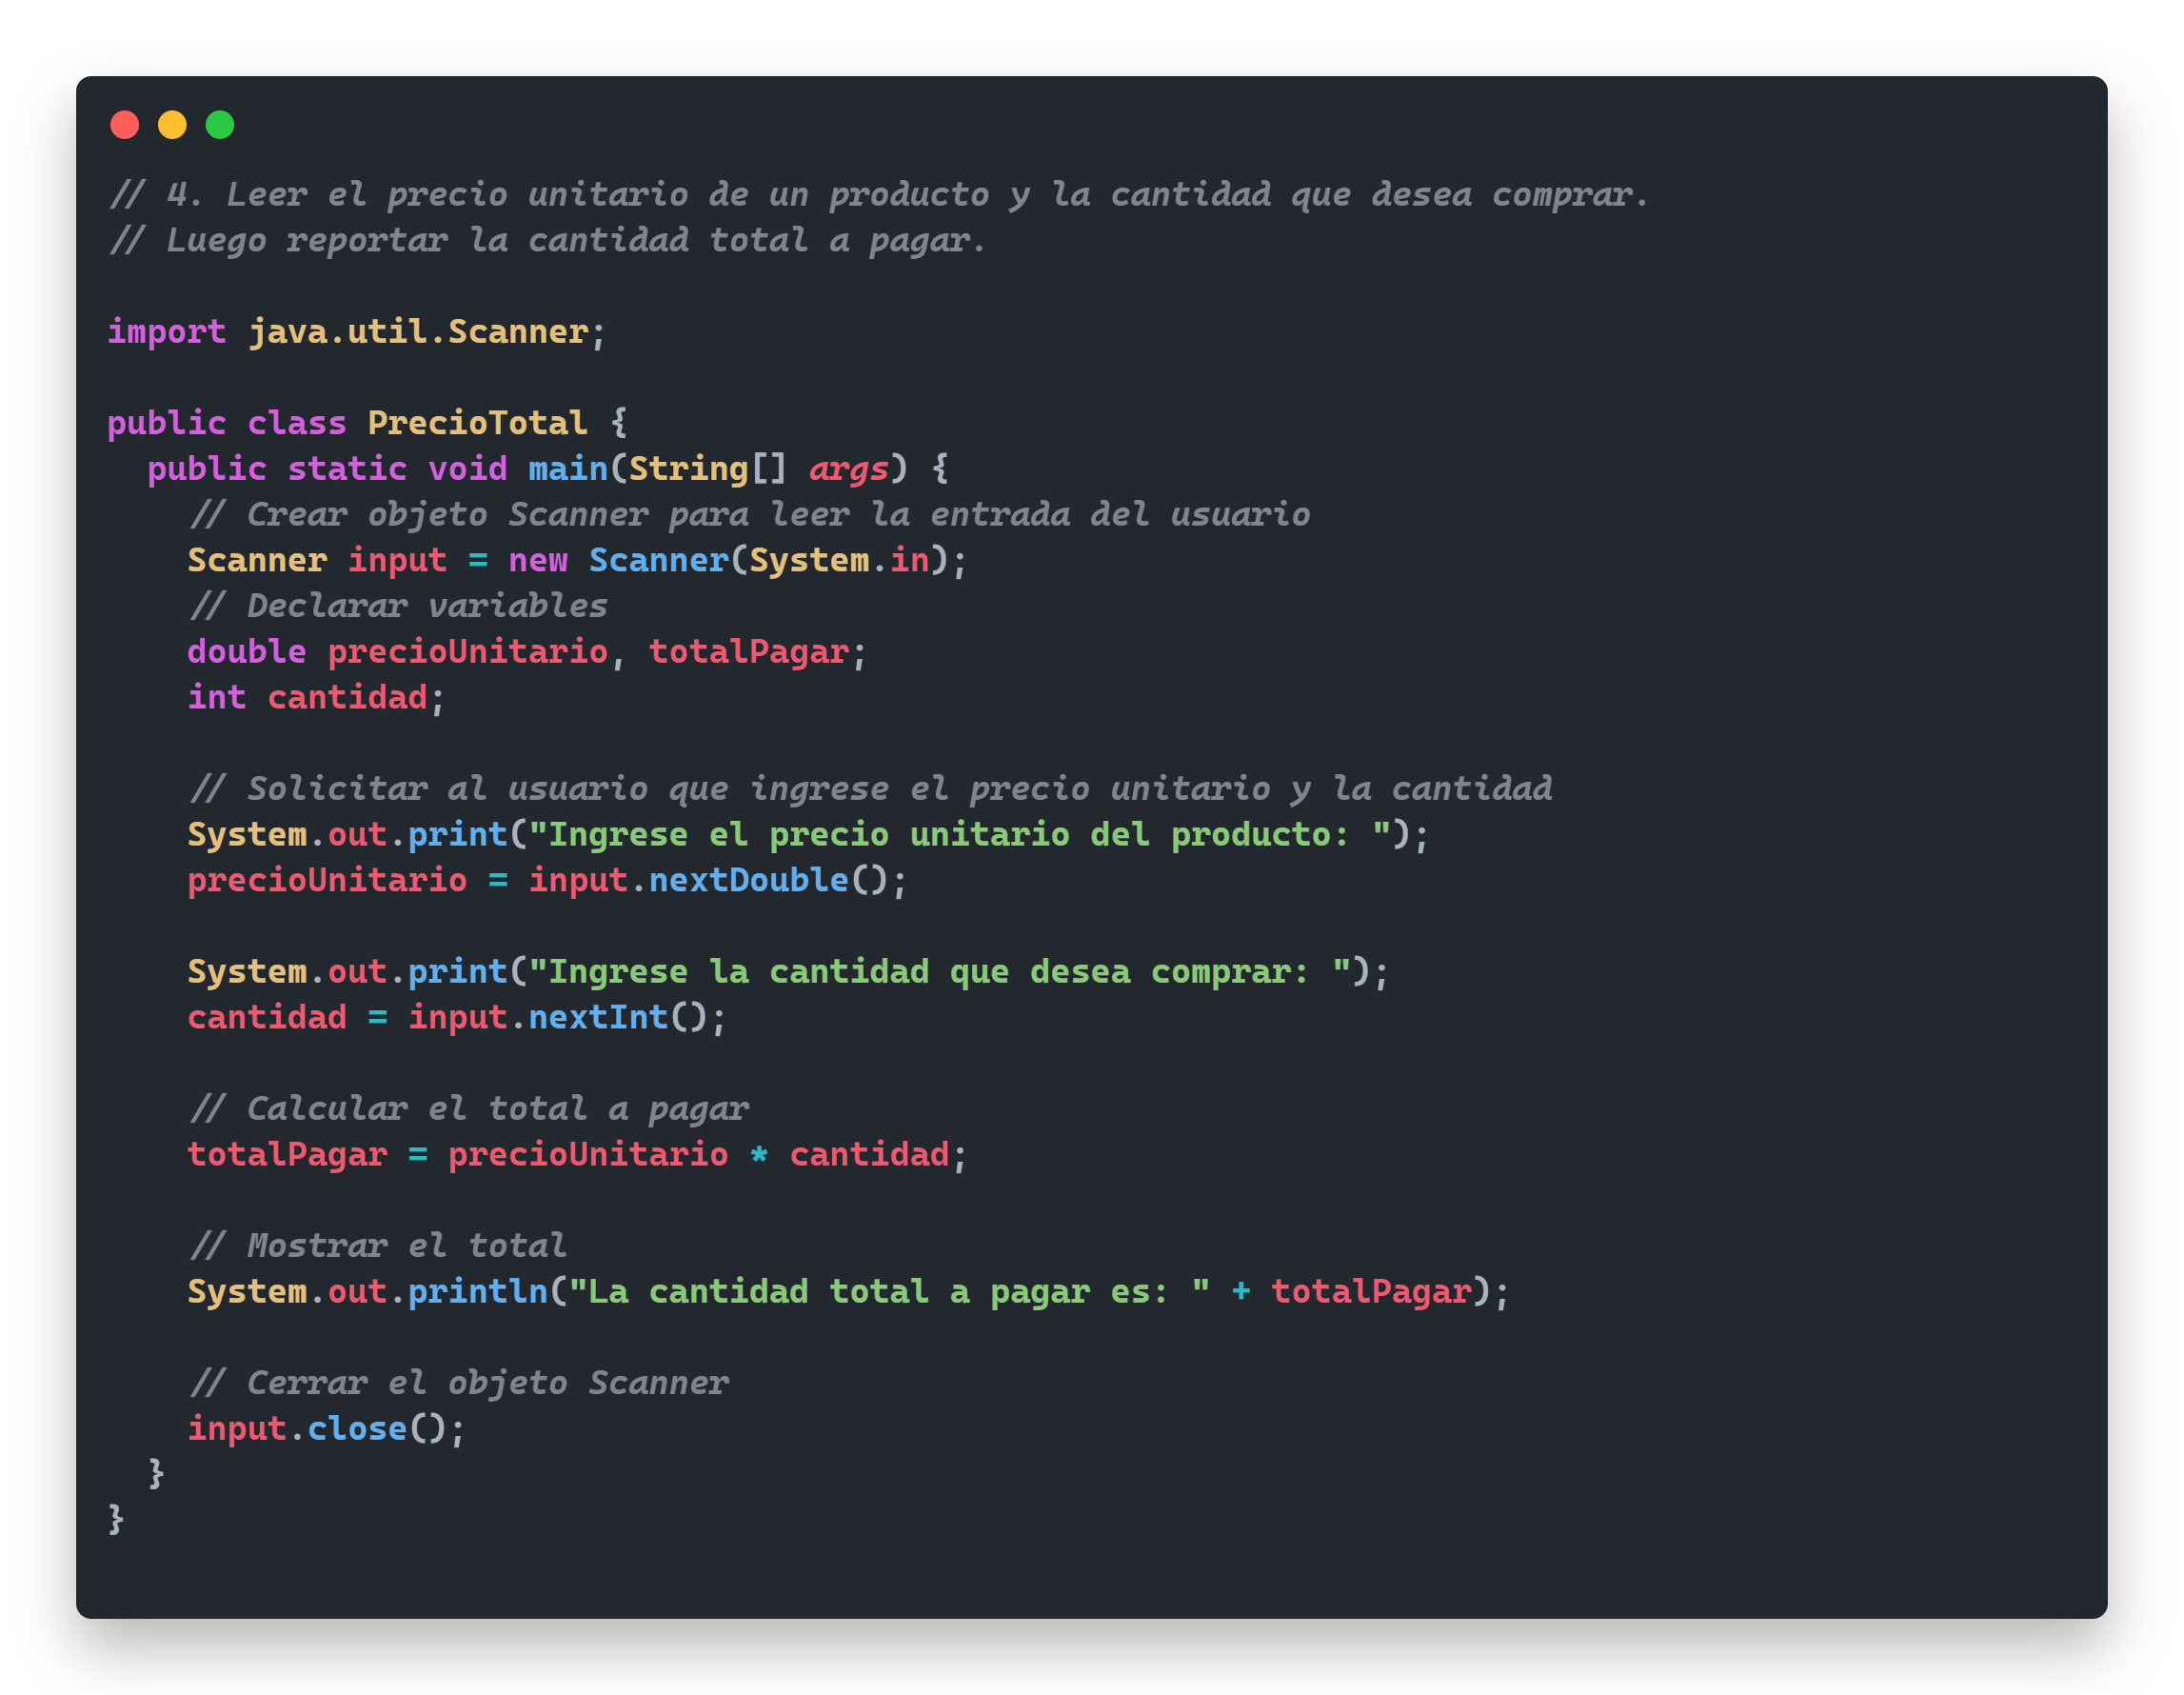 // 4. Leer el precio unitario de un producto y la cantidad que desea comprar.
// Luego reportar la cantidad total a pagar.

import java.util.Scanner;

public class PrecioTotal {
  public static void main(String[] args) {
    // Crear objeto Scanner para leer la entrada del usuario
    Scanner input = new Scanner(System.in);
    // Declarar variables
    double precioUnitario, totalPagar;
    int cantidad;

    // Solicitar al usuario que ingrese el precio unitario y la cantidad
    System.out.print("Ingrese el precio unitario del producto: ");
    precioUnitario = input.nextDouble();

    System.out.print("Ingrese la cantidad que desea comprar: ");
    cantidad = input.nextInt();

    // Calcular el total a pagar
    totalPagar = precioUnitario * cantidad;

    // Mostrar el total
    System.out.println("La cantidad total a pagar es: " + totalPagar);

    // Cerrar el objeto Scanner
    input.close();
  }
}